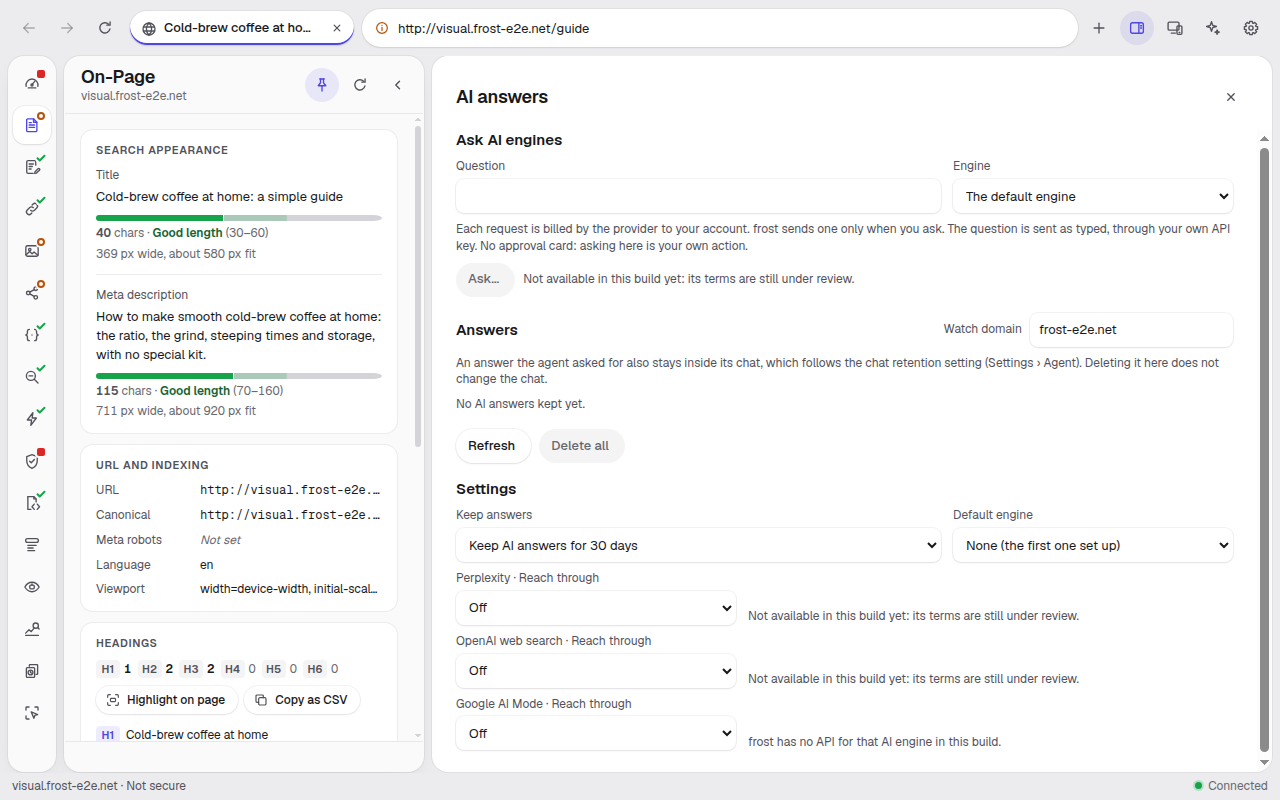 Cold-brew coffee at ho...
http://visual.frost-e2e.net/guide
On-Page
visual.frost-e2e.net
SEARCH APPEARANCE
Title
Cold-brew coffee at home: a simple guide
40 chars · Good length (30–60)
369 px wide, about 580 px fit
Meta description
How to make smooth cold-brew coffee at home:
the ratio, the grind, steeping times and storage,
with no special kit.
115 chars · Good length (70–160)
711 px wide, about 920 px fit
URL AND INDEXING
URL http://visual.frost-e2e.…
Canonical http://visual.frost-e2e.…
Meta robots Not set
Language en
Viewport width=device-width, initial-scal…
HEADINGS
H1 1 H2 2 H3 2 H4 0 H5 0 H6 0
Highlight on page Copy as CSV
H1 Cold-brew coffee at home
AI answers
Ask AI engines
Question Engine
The default engine
Each request is billed by the provider to your account. frost sends one only when you ask. The question is sent as typed, through your own API
key. No approval card: asking here is your own action.
Ask... Not available in this build yet: its terms are still under review.
Answers Watch domain frost-e2e.net
An answer the agent asked for also stays inside its chat, which follows the chat retention setting (Settings › Agent). Deleting it here does not
change the chat.
No AI answers kept yet.
Refresh Delete all
Settings
Keep answers Default engine
Keep AI answers for 30 days None (the first one set up)
Perplexity · Reach through
Off Not available in this build yet: its terms are still under review.
OpenAI web search · Reach through
Off Not available in this build yet: its terms are still under review.
Google AI Mode · Reach through
Off frost has no API for that AI engine in this build.
visual.frost-e2e.net · Not secure Connected